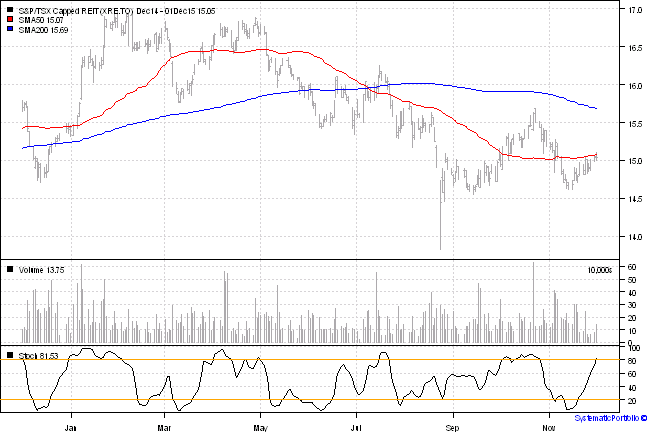 S&P/TSX Capped REIT (XRE.TO) Dec14 - 01Dec15 15.05
SMA50 15.07
SMA200 15.69
17.0
16.5
16.0
15.5
15.0
14.5
14.0
Volume 13.75
10,000s
60
50
40
30
20
10
0
Stoch 81.53
100
80
60
40
20
Jan
Mar
May
Jul
Sep
Nov
SystematicPortfolio ©